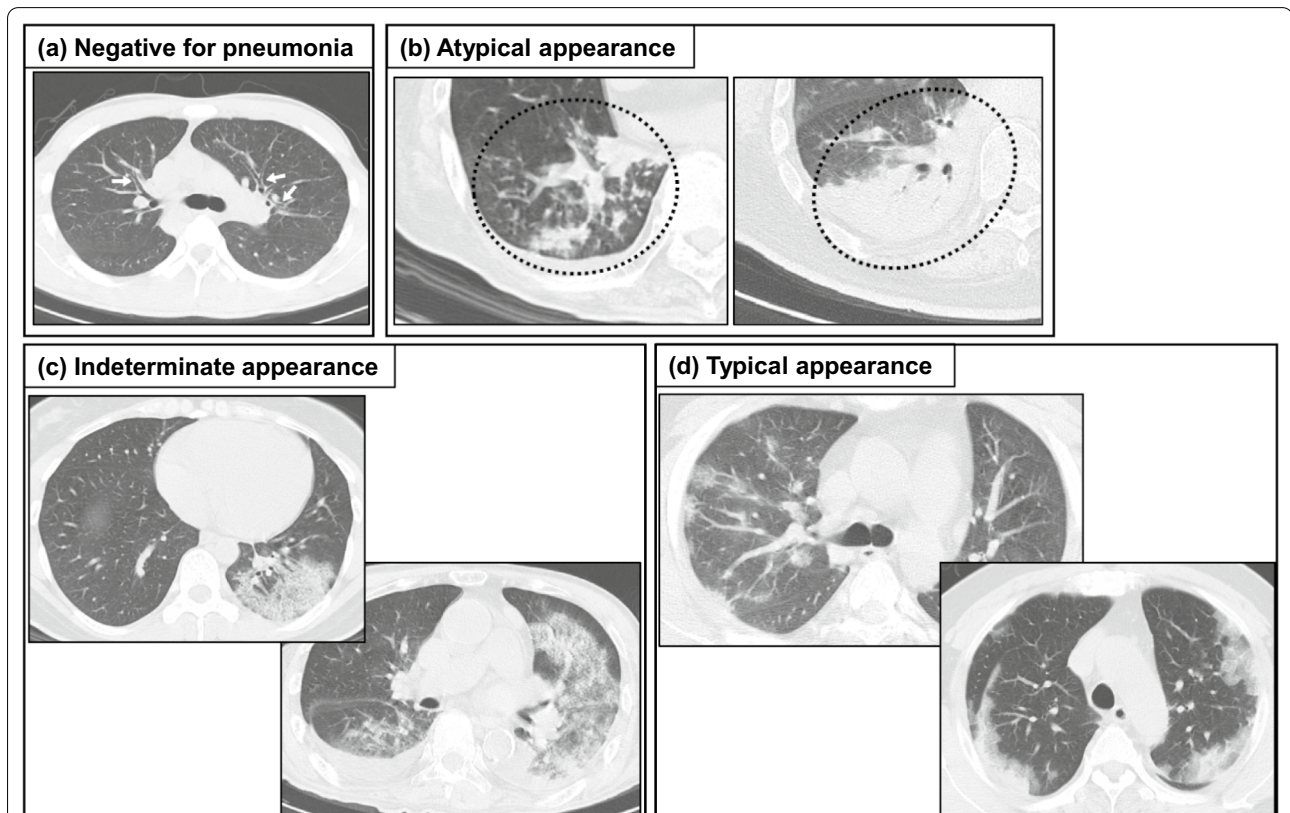 (a) Negative for pneumonia
(b) Atypical appearance
(c) Indeterminate appearance
(d) Typical appearance